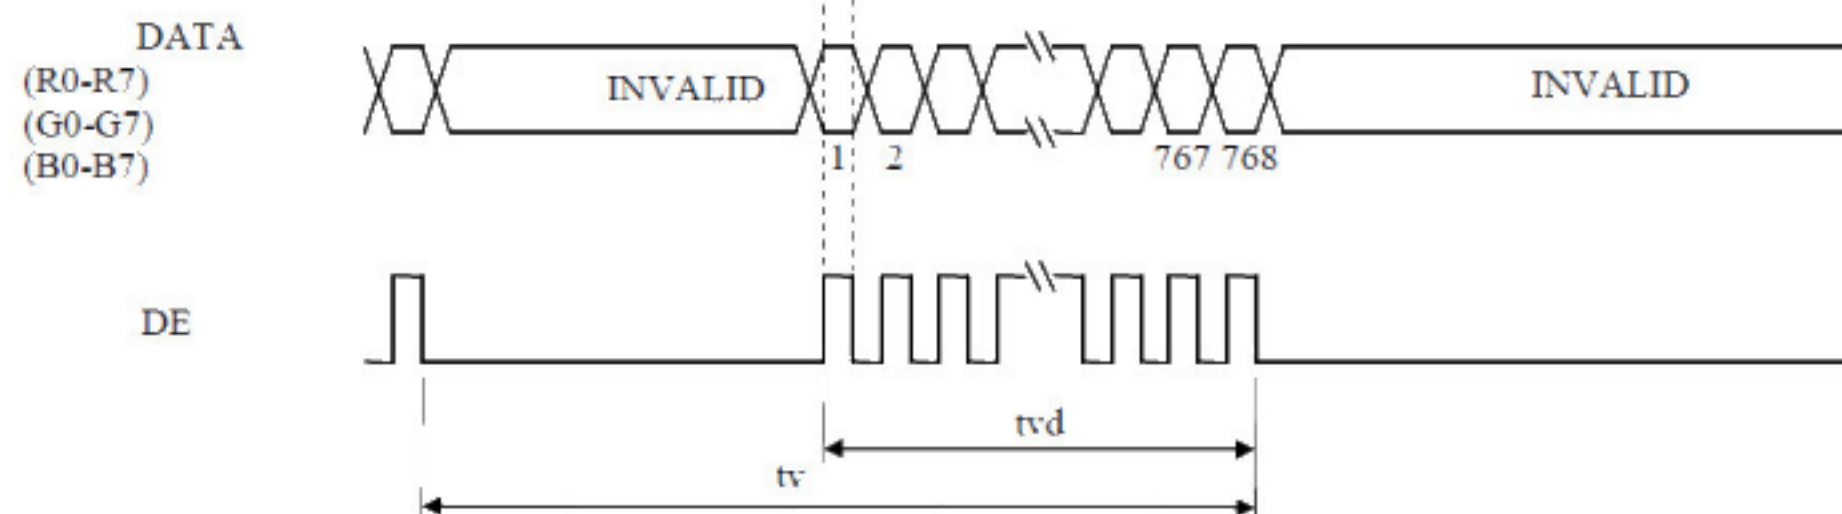 DATA
(R0-R7)
(G0-G7)
(B0-B7)
INVALID
INVALID
1 2 767 768
DE
tvd
tv